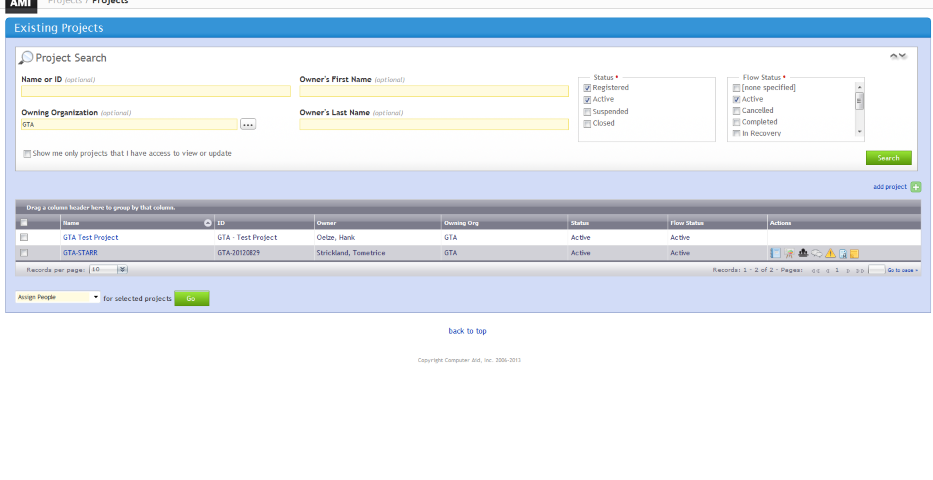 AMI Projects / Projects
Existing Projects
Project Search
Name or ID (optional)
Owner's First Name (optional)
Status *
Registered
Active
Suspended
Closed
Flow Status *
[none specified]
Active
Cancelled
Completed
In Recovery
Owning Organization (optional)
GTA
...
Owner's Last Name (optional)
Show me only projects that I have access to view or update
Search
add project
Drag a column header here to group by that column.
Name ID Owner Owning Org Status Flow Status Actions
GTA Test Project GTA - Test Project Oelze, Hank GTA Active Active
GTA-STARR GTA-20120829 Strickland, Tometrice GTA Active Active
Records per page: 10
Records: 1 - 2 of 2 - Pages: 1 Go to page »
Assign People for selected projects Go
back to top
Copyright Computer Aid, Inc. 2006-2013